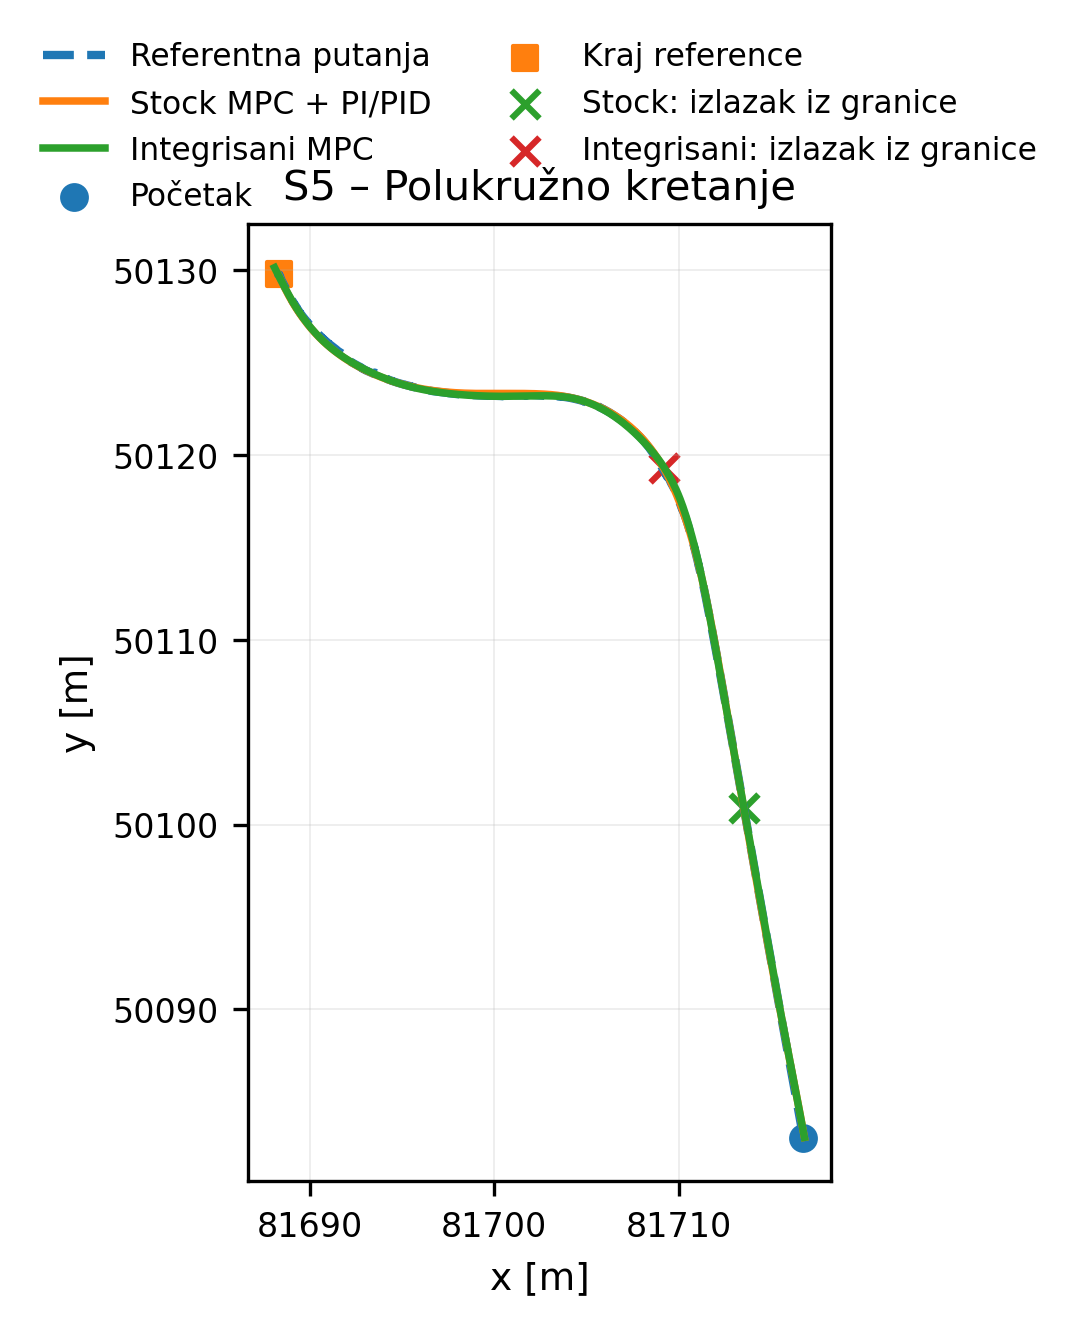 Referentna putanja
Stock MPC + PI/PID
Integrisani MPC
Početak
Kraj reference
Stock: izlazak iz granice
Integrisani: izlazak iz granice
S5 – Polukružno kretanje
50130
50120
50110
50100
50090
y [m]
81690 81700 81710
x [m]